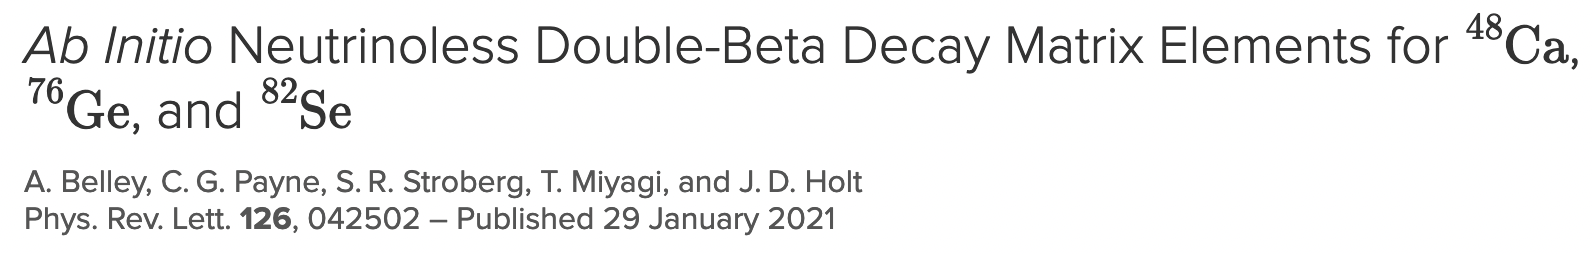 Ab Initio Neutrinoless Double-Beta Decay Matrix Elements for ⁴⁸Ca,
⁷⁶Ge, and ⁸²Se
A. Belley, C. G. Payne, S. R. Stroberg, T. Miyagi, and J. D. Holt
Phys. Rev. Lett. 126, 042502 – Published 29 January 2021